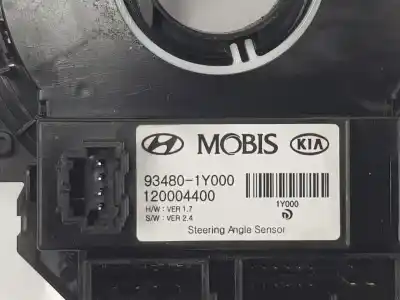 MOBIS KIA
93480-1Y000
120004400
H/W: VER 1.7
S/W: VER 2.4
1Y000
Steering Angle Sensor